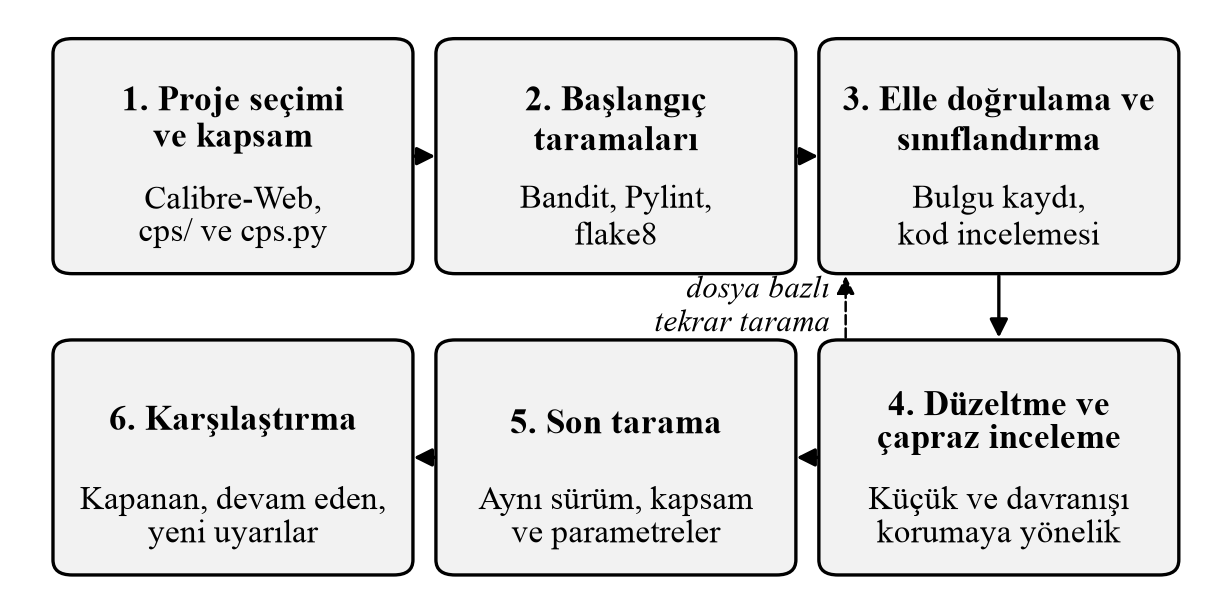 1. Proje seçimi
ve kapsam
Calibre-Web,
cps/ ve cps.py
2. Başlangıç
taramaları
Bandit, Pylint,
flake8
3. Elle doğrulama ve
sınıflandırma
Bulgu kaydı,
kod incelemesi
dosya bazlı
tekrar tarama
4. Düzeltme ve
çapraz inceleme
Küçük ve davranışı
korumaya yönelik
5. Son tarama
Aynı sürüm, kapsam
ve parametreler
6. Karşılaştırma
Kapanan, devam eden,
yeni uyarılar